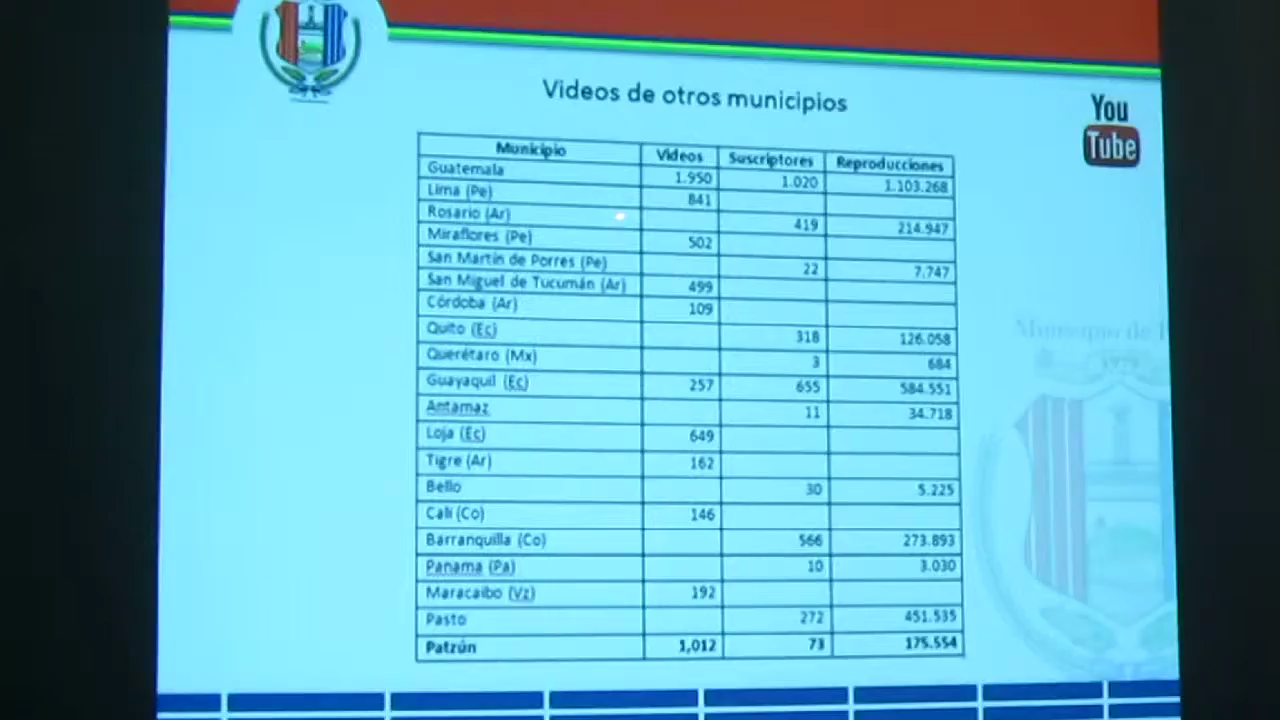 Videos de otros municipios
You
Tube
Municipio Videos Suscriptores Reproducciones
Guatemala 1.950 1.020 1.103.268
Lima (Pe) 841
Rosario (Ar) 419 214.947
Miraflores (Pe) 502
San Martín de Porres (Pe) 22 7.747
San Miguel de Tucumán (Ar) 499
Córdoba (Ar) 109
Quito (Ec) 318 126.058
Querétaro (Mx) 3 684
Guayaquil (Ec) 257 655 584.551
Antamaz 11 34.718
Loja (Ec) 649
Tigre (Ar) 162
Bello 30 5.225
Cali (Co) 146
Barranquilla (Co) 566 273.893
Panama (Pa) 10 3.030
Maracaibo (Vz) 192
Pasto 272 451.535
Patzún 1,012 73 175.554
Municipio de